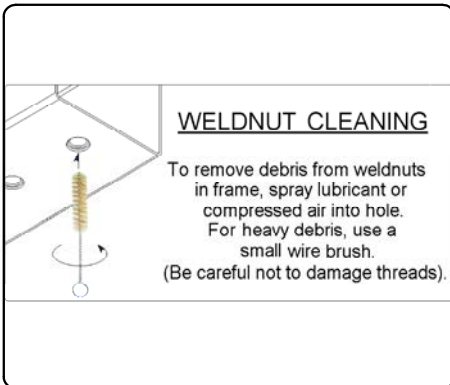 WELDNUT CLEANING
To remove debris from weldnuts
in frame, spray lubricant or
compressed air into hole.
For heavy debris, use a
small wire brush.
(Be careful not to damage threads).